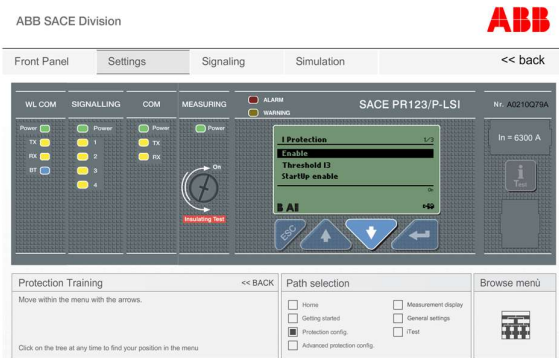 ABB SACE Division
ABB
Front Panel
Settings
Signaling
Simulation
<< back
WL COM
SIGNALLING
COM
MEASURING
ALARM
WARNING
SACE PR123/P-LSI
Nr. A0210Q79A
Power
TX
RX
BT
Power
1
2
3
4
Power
TX
RX
Power
On
Insulating Test
I Protection 1/3
Enable
Threshold I3
StartUp enable
On
ESC
In = 6300 A
i
Test
Protection Training
<< BACK
Move within the menu with the arrows.
Click on the tree at any time to find your position in the menu
Path selection
Home
Getting started
Protection config.
Advanced protection config.
Measurement display
General settings
iTest
Browse menù